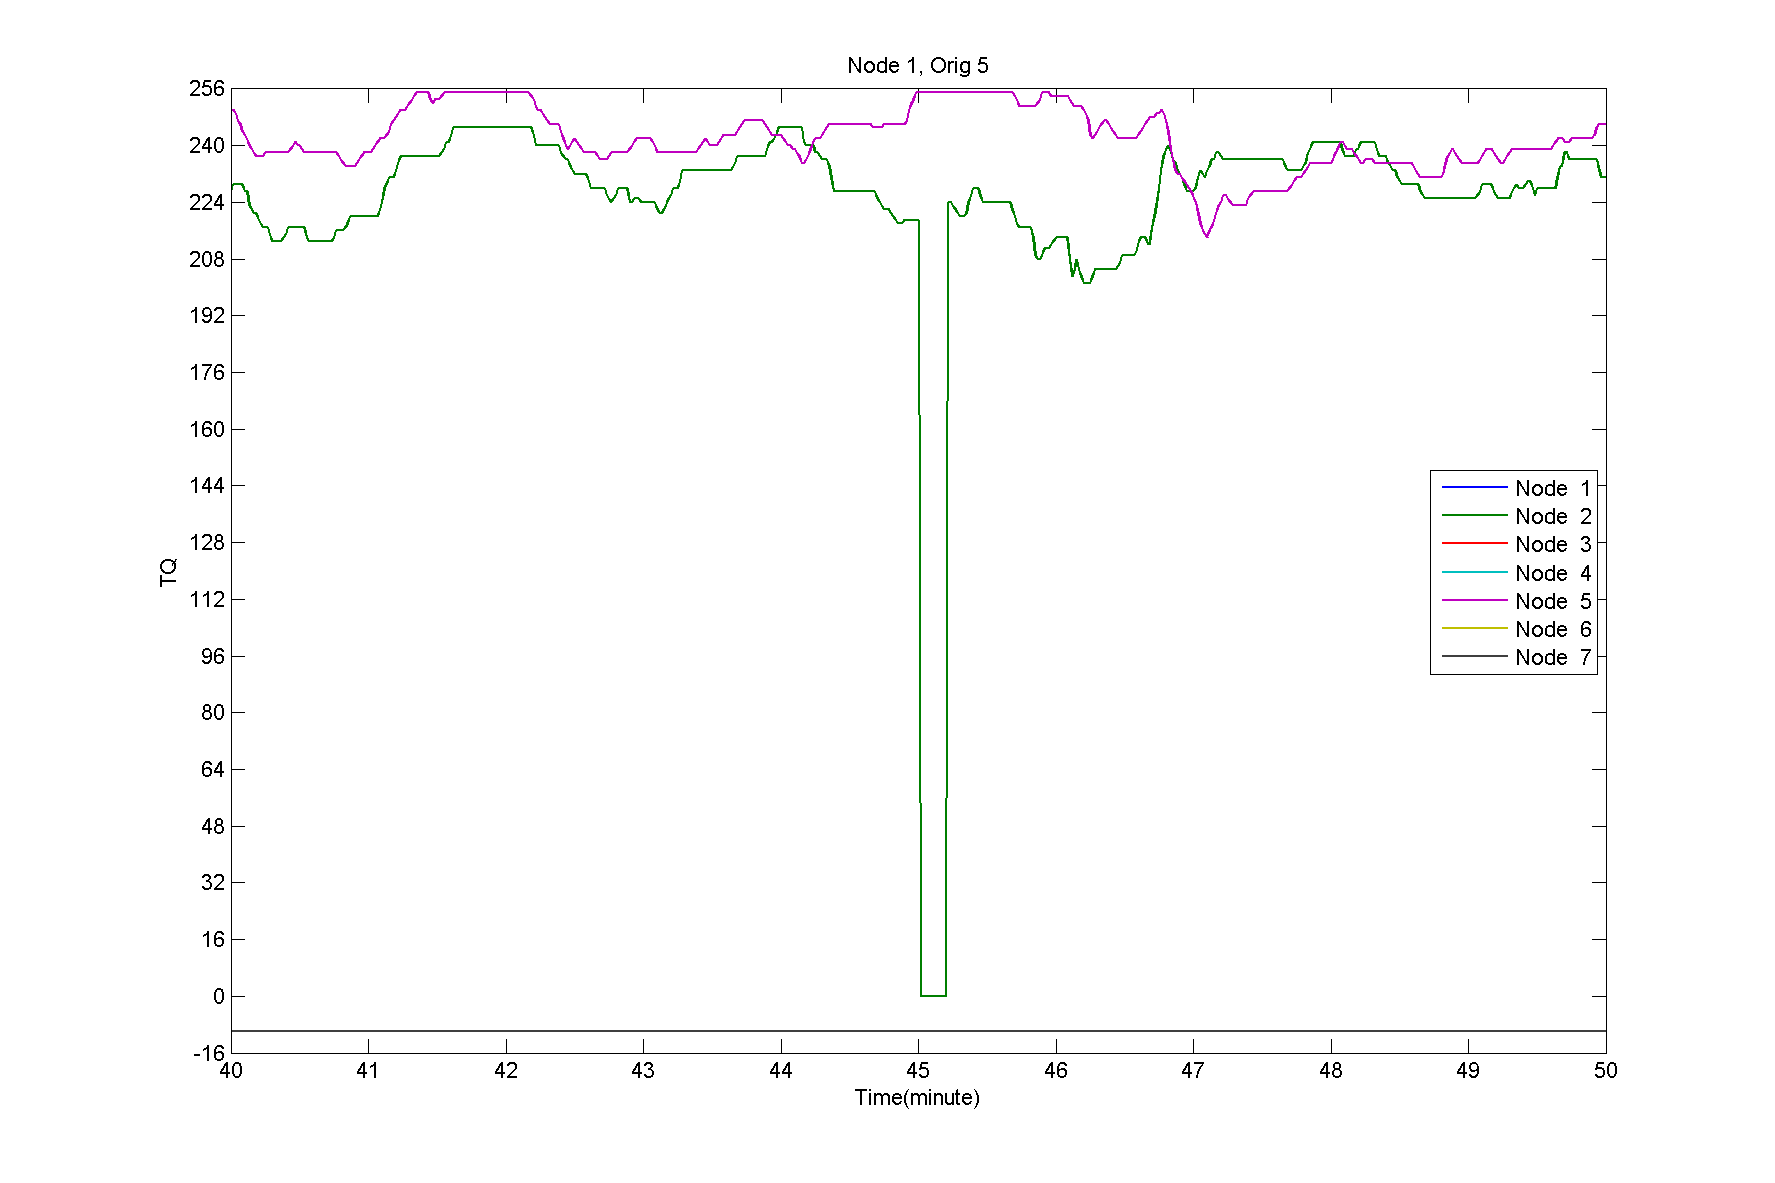 Node 1, Orig 5
256
240
224
208
192
176
160
144
128
112
96
80
64
48
32
16
0
-16
TQ
40 41 42 43 44 45 46 47 48 49 50
Time(minute)
Node 1
Node 2
Node 3
Node 4
Node 5
Node 6
Node 7